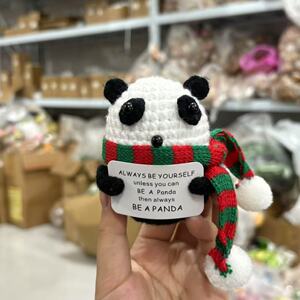 ALWAYS BE YOURSELF
unless you can
BE A Panda
then always
BE A PANDA